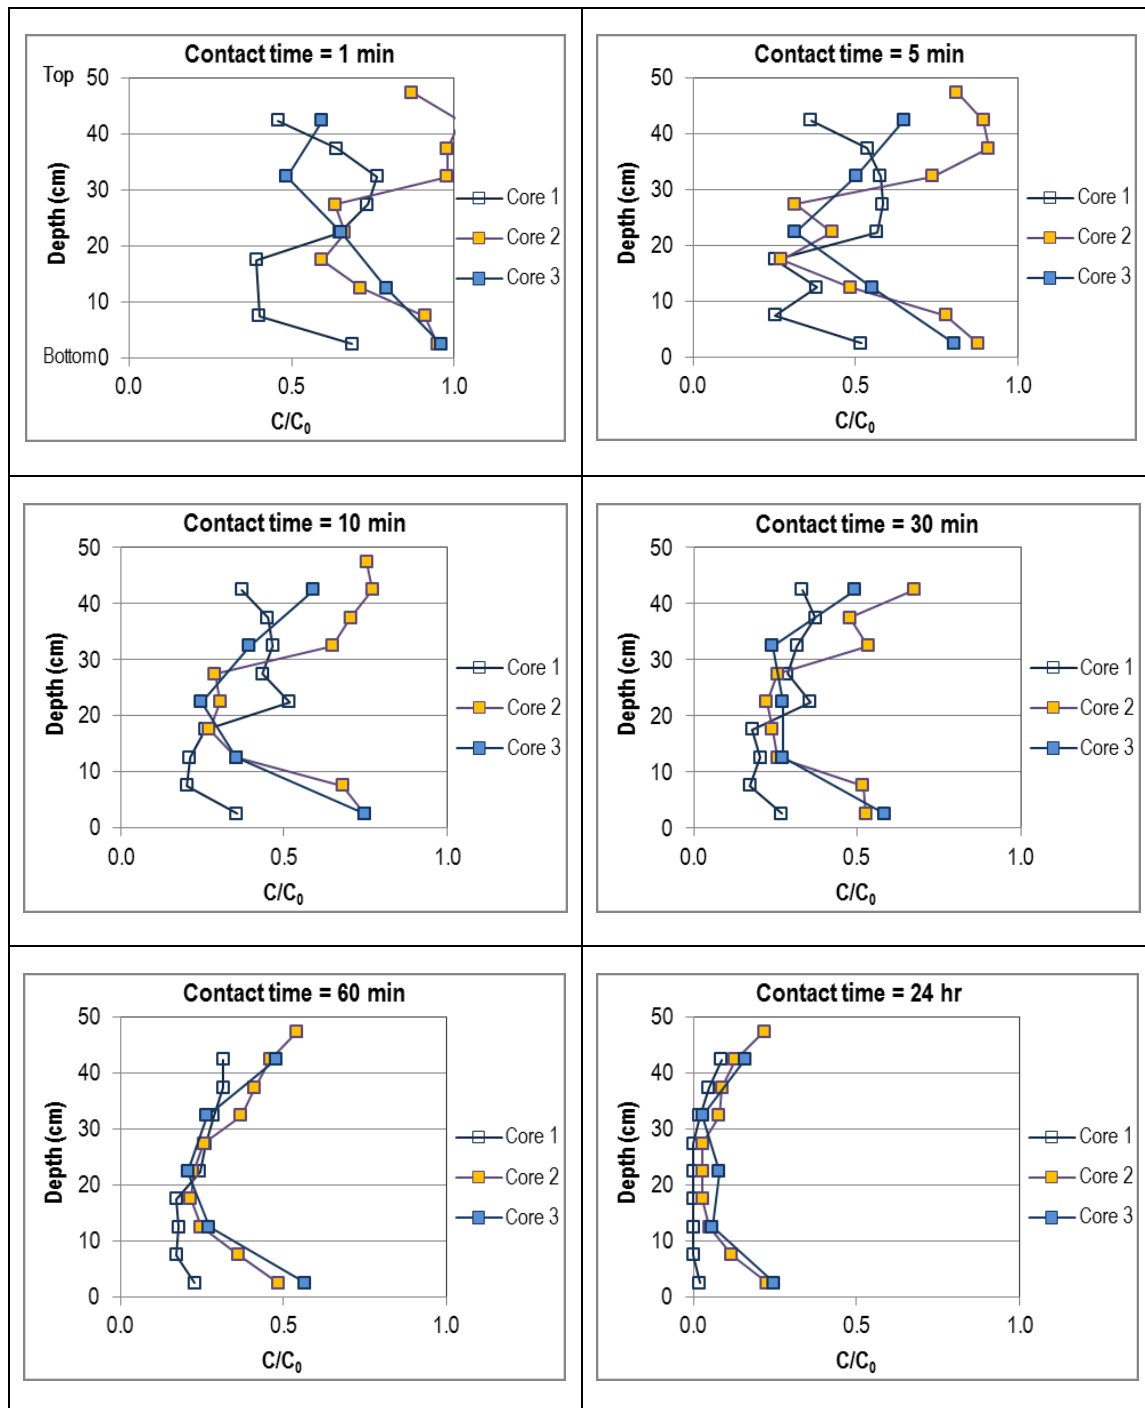 Contact time = 1 min
Top
50
40
30
20
10
Bottom 0
Depth (cm)
0.0 0.5 1.0
C/C₀
Core 1
Core 2
Core 3
Contact time = 5 min
50
40
30
20
10
0
Depth (cm)
0.0 0.5 1.0
C/C₀
Core 1
Core 2
Core 3
Contact time = 10 min
50
40
30
20
10
0
Depth (cm)
0.0 0.5 1.0
C/C₀
Core 1
Core 2
Core 3
Contact time = 30 min
50
40
30
20
10
0
Depth (cm)
0.0 0.5 1.0
C/C₀
Core 1
Core 2
Core 3
Contact time = 60 min
50
40
30
20
10
0
Depth (cm)
0.0 0.5 1.0
C/C₀
Core 1
Core 2
Core 3
Contact time = 24 hr
50
40
30
20
10
0
Depth (cm)
0.0 0.5 1.0
C/C₀
Core 1
Core 2
Core 3